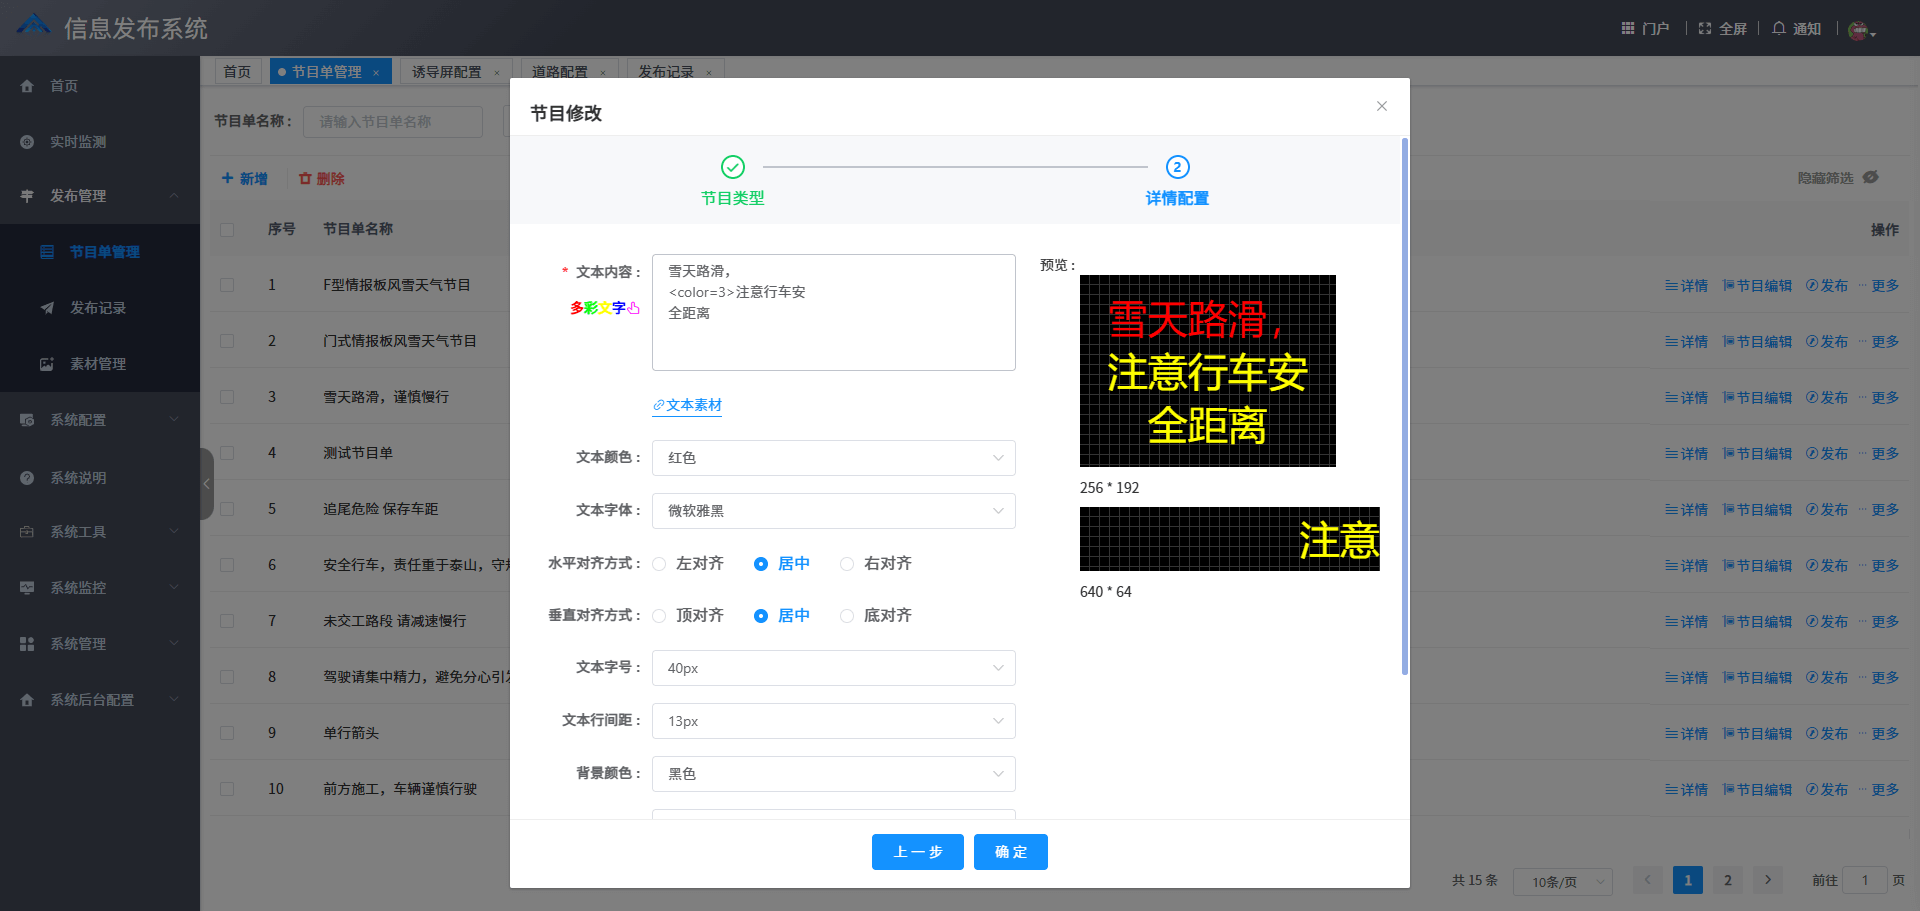 信息发布系统
门户
全屏
通知
首页
实时监测
发布管理
节目单管理
发布记录
素材管理
系统配置
系统说明
系统工具
系统监控
系统管理
系统后台配置
首页
节目单管理 ×
诱导屏配置 ×
道路配置 ×
发布记录 ×
节目单名称：
请输入节目单名称
+ 新增
删除
隐藏筛选
序号 节目单名称 操作
1 F型情报板风雪天气节目 详情 节目编辑 发布 ··· 更多
2 门式情报板风雪天气节目 详情 节目编辑 发布 ··· 更多
3 雪天路滑，谨慎慢行 详情 节目编辑 发布 ··· 更多
4 测试节目单 详情 节目编辑 发布 ··· 更多
5 追尾危险 保存车距 详情 节目编辑 发布 ··· 更多
6 安全行车，责任重于泰山，守 详情 节目编辑 发布 ··· 更多
7 未交工路段 请减速慢行 详情 节目编辑 发布 ··· 更多
8 驾驶请集中精力，避免分心引 详情 节目编辑 发布 ··· 更多
9 单行箭头 详情 节目编辑 发布 ··· 更多
10 前方施工，车辆谨慎行驶 详情 节目编辑 发布 ··· 更多
共 15 条
10条/页
1
2
前往 1 页
节目修改
节目类型
2
详情配置
* 文本内容：
多彩文字
雪天路滑，
<color=3>注意行车安
全距离
文本素材
文本颜色： 红色
文本字体： 微软雅黑
水平对齐方式： 左对齐 居中 右对齐
垂直对齐方式： 顶对齐 居中 底对齐
文本字号： 40px
文本行间距： 13px
背景颜色： 黑色
预览：
雪天路滑，
注意行车安
全距离
256 * 192
注意
640 * 64
上一步
确定